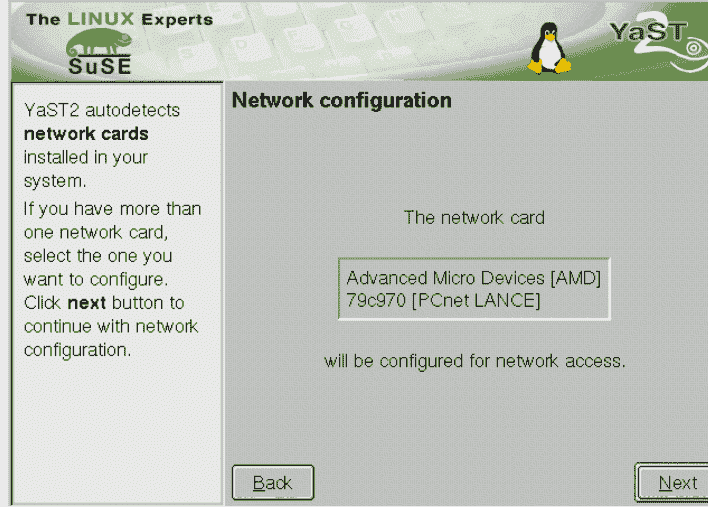 The LINUX Experts
SuSE
YaST
2
YaST2 autodetects
network cards
installed in your
system.
If you have more than
one network card,
select the one you
want to configure.
Click next button to
continue with network
configuration.
Network configuration
The network card
Advanced Micro Devices [AMD]
79c970 [PCnet LANCE]
will be configured for network access.
Back
Next